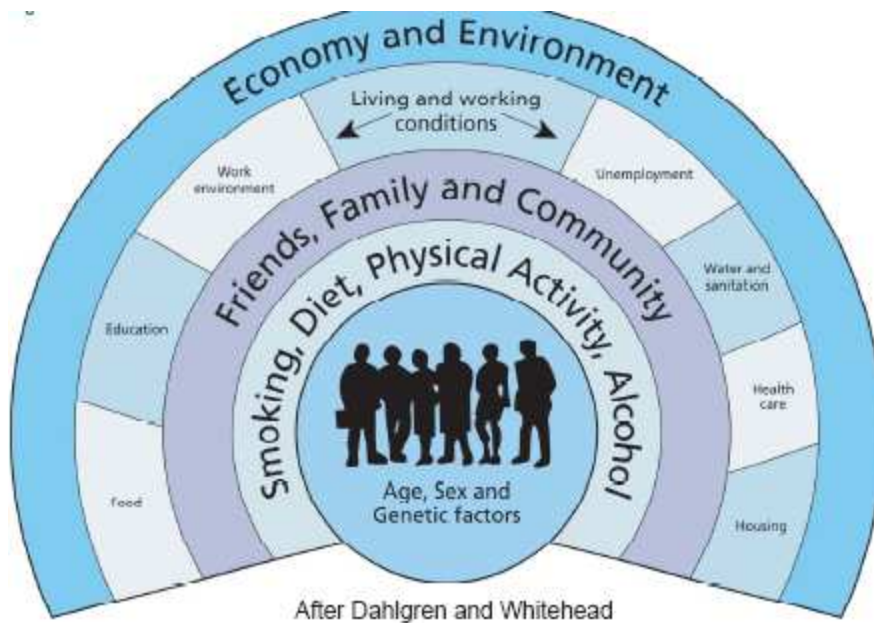 Economy and Environment
Living and working
conditions
Work
environment
Unemployment
Education
Water and
sanitation
Food
Health
care
Housing
Friends, Family and Community
Smoking, Diet, Physical Activity, Alcohol
Age, Sex and
Genetic factors
After Dahlgren and Whitehead